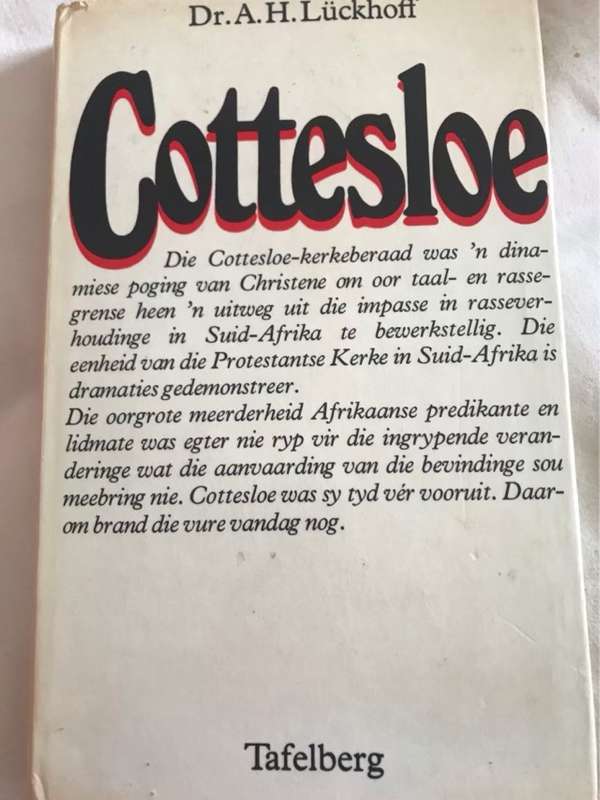 Dr. A. H. Lückhoff
Cottesloe
Die Cottesloe-kerkeberaad was 'n dina-
miese poging van Christene om oor taal- en rasse-
grense heen 'n uitweg uit die impasse in rassever-
houdinge in Suid-Afrika te bewerkstellig. Die
eenheid van die Protestantse Kerke in Suid-Afrika is
dramaties gedemonstreer.
Die oorgrote meerderheid Afrikaanse predikante en
lidmate was egter nie ryp vir die ingrypende veran-
deringe wat die aanvaarding van die bevindinge sou
meebring nie. Cottesloe was sy tyd vér vooruit. Daar-
om brand die vure vandag nog.
Tafelberg